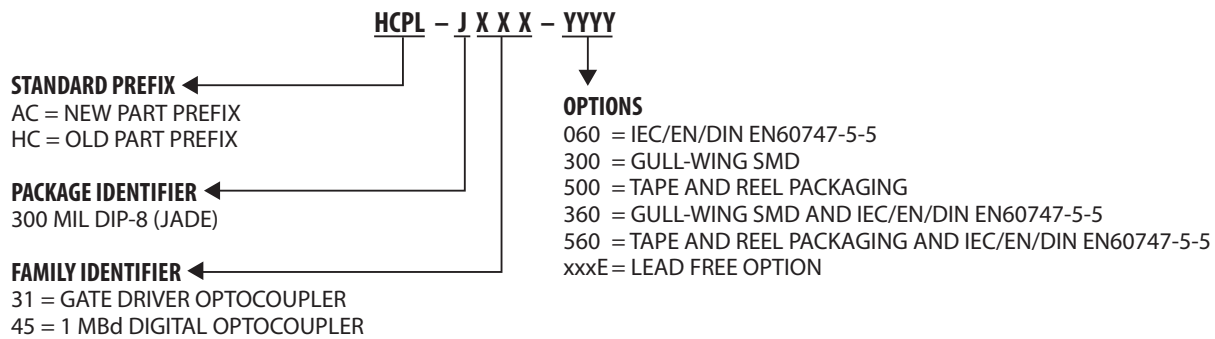 HCPL – J X X X – YYYY
STANDARD PREFIX
AC = NEW PART PREFIX
HC = OLD PART PREFIX
PACKAGE IDENTIFIER
300 MIL DIP-8 (JADE)
FAMILY IDENTIFIER
31 = GATE DRIVER OPTOCOUPLER
45 = 1 MBd DIGITAL OPTOCOUPLER
OPTIONS
060 = IEC/EN/DIN EN60747-5-5
300 = GULL-WING SMD
500 = TAPE AND REEL PACKAGING
360 = GULL-WING SMD AND IEC/EN/DIN EN60747-5-5
560 = TAPE AND REEL PACKAGING AND IEC/EN/DIN EN60747-5-5
xxxE = LEAD FREE OPTION